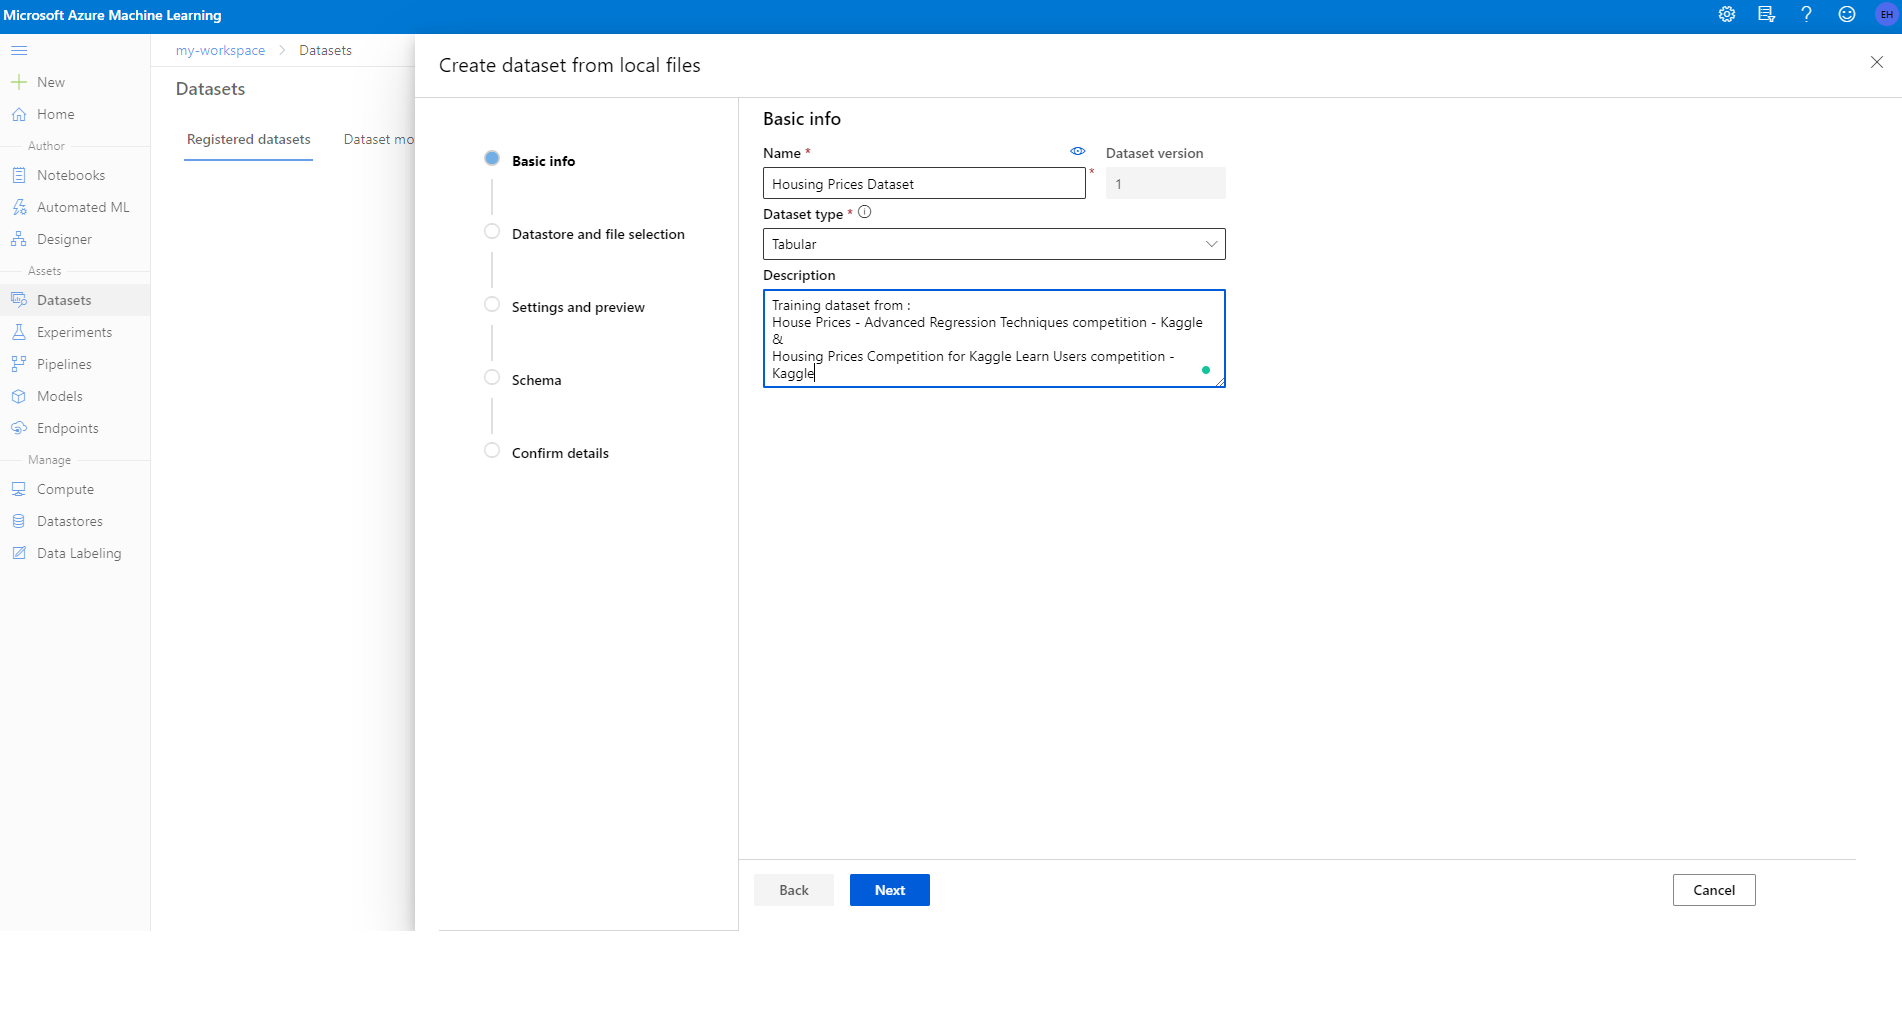 Microsoft Azure Machine Learning
EH
New
Home
Author
Notebooks
Automated ML
Designer
Assets
Datasets
Experiments
Pipelines
Models
Endpoints
Manage
Compute
Datastores
Data Labeling
my-workspace > Datasets
Datasets
Registered datasets Dataset mo
Create dataset from local files
Basic info
Datastore and file selection
Settings and preview
Schema
Confirm details
Basic info
Name * Dataset version
Housing Prices Dataset * 1
Dataset type *
Tabular
Description
Training dataset from :
House Prices - Advanced Regression Techniques competition - Kaggle
&
Housing Prices Competition for Kaggle Learn Users competition -
Kaggle
Back Next Cancel